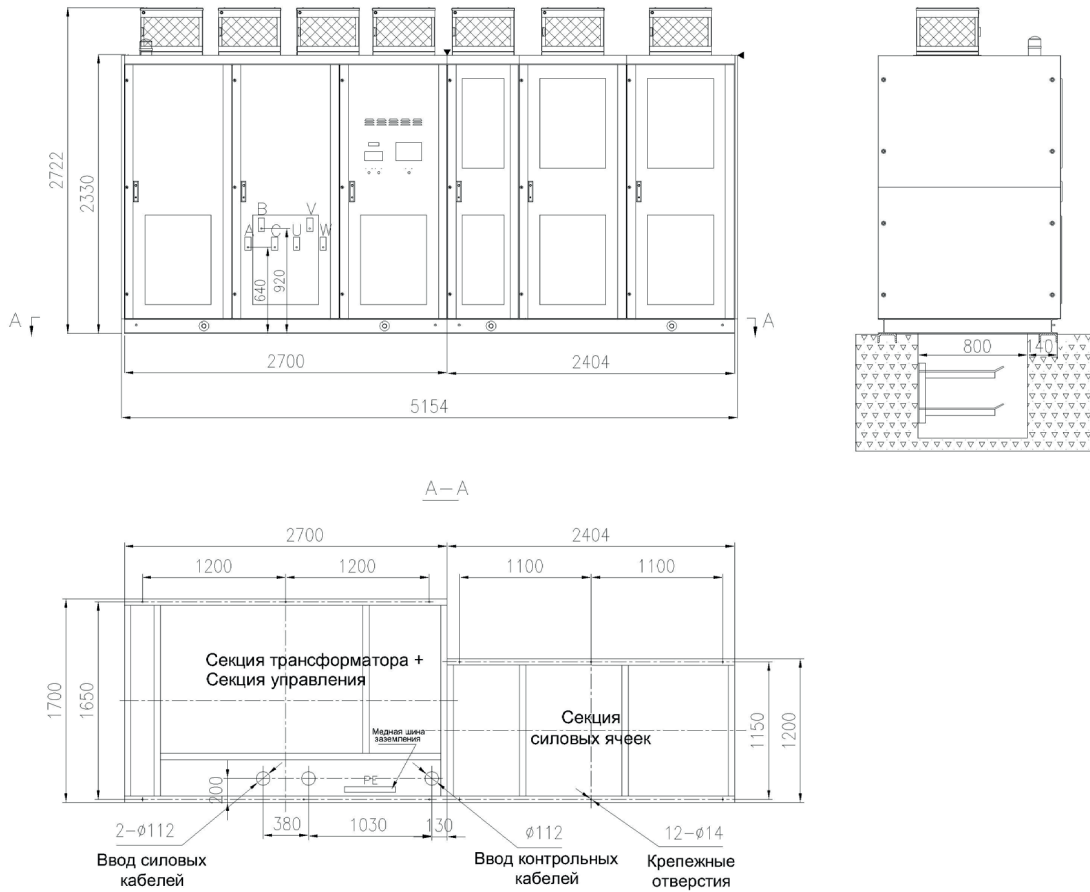 2722
2330
B
V
A
C
U
W
640
920
A
A
2700
2404
5154
800
140
A–A
2700
2404
1200
1200
1100
1100
1700
1650
Секция трансформатора +
Секция управления
Медная шина
заземления
PE
200
Секция
силовых ячеек
1150
1200
2–ø112
380
1030
130
ø112
12–ø14
Ввод силовых
кабелей
Ввод контрольных
кабелей
Крепежные
отверстия